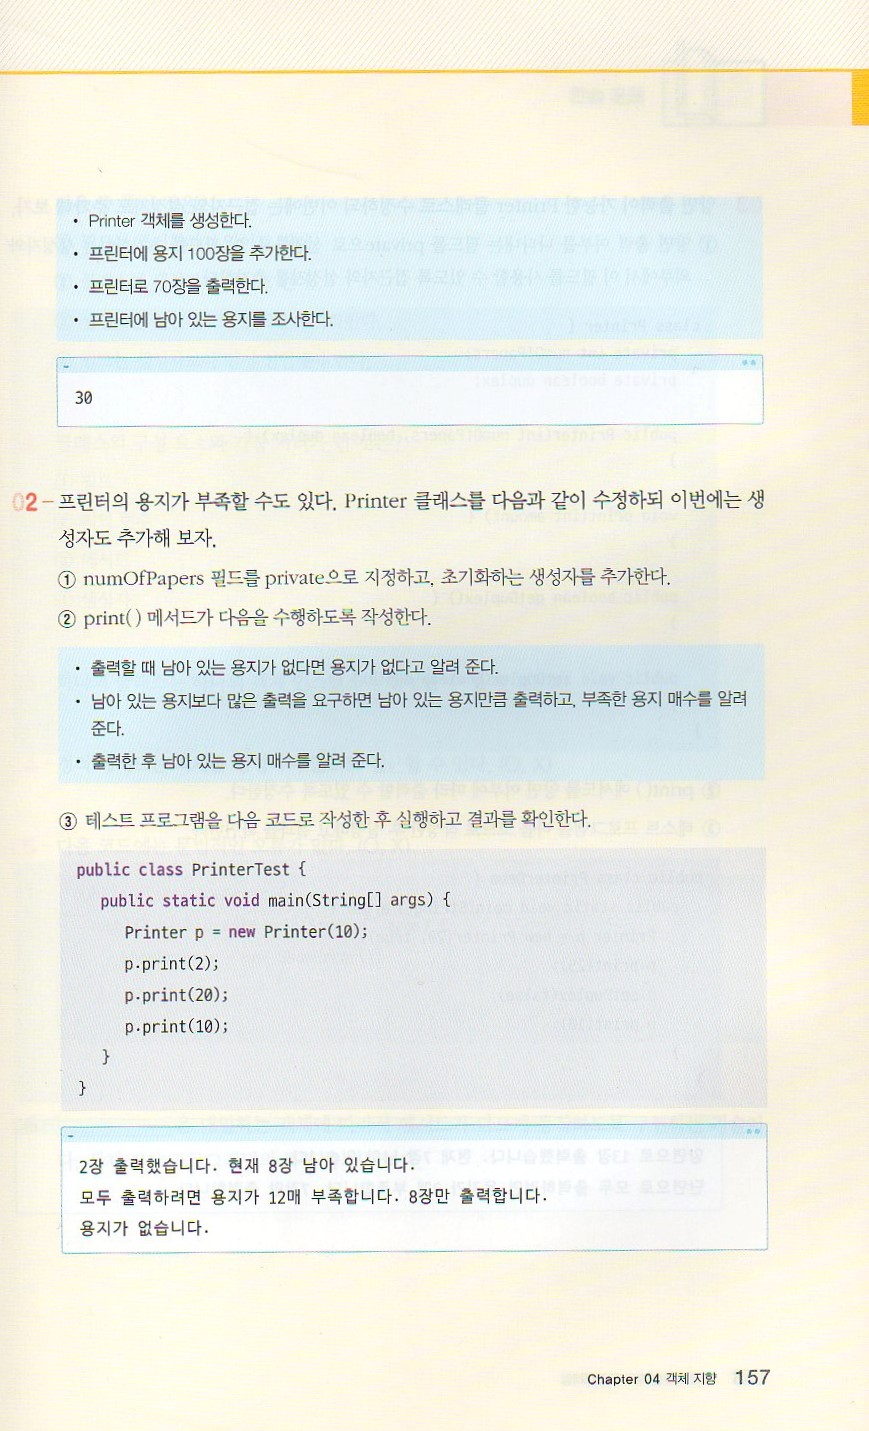 • Printer 객체를 생성한다.
• 프린터에 용지 100장을 추가한다.
• 프린터로 70장을 출력한다.
• 프린터에 남아 있는 용지를 조사한다.
30
02 – 프린터의 용지가 부족할 수도 있다. Printer 클래스를 다음과 같이 수정하되 이번에는 생
성자도 추가해 보자.
① numOfPapers 필드를 private으로 지정하고, 초기화하는 생성자를 추가한다.
② print( ) 메서드가 다음을 수행하도록 작성한다.
• 출력할 때 남아 있는 용지가 없다면 용지가 없다고 알려 준다.
• 남아 있는 용지보다 많은 출력을 요구하면 남아 있는 용지만큼 출력하고, 부족한 용지 매수를 알려
준다.
• 출력한 후 남아 있는 용지 매수를 알려 준다.
③ 테스트 프로그램을 다음 코드로 작성한 후 실행하고 결과를 확인한다.
public class PrinterTest {
public static void main(String[] args) {
Printer p = new Printer(10);
p.print(2);
p.print(20);
p.print(10);
}
}
2장 출력했습니다. 현재 8장 남아 있습니다.
모두 출력하려면 용지가 12매 부족합니다. 8장만 출력합니다.
용지가 없습니다.
Chapter 04 객체 지향 157